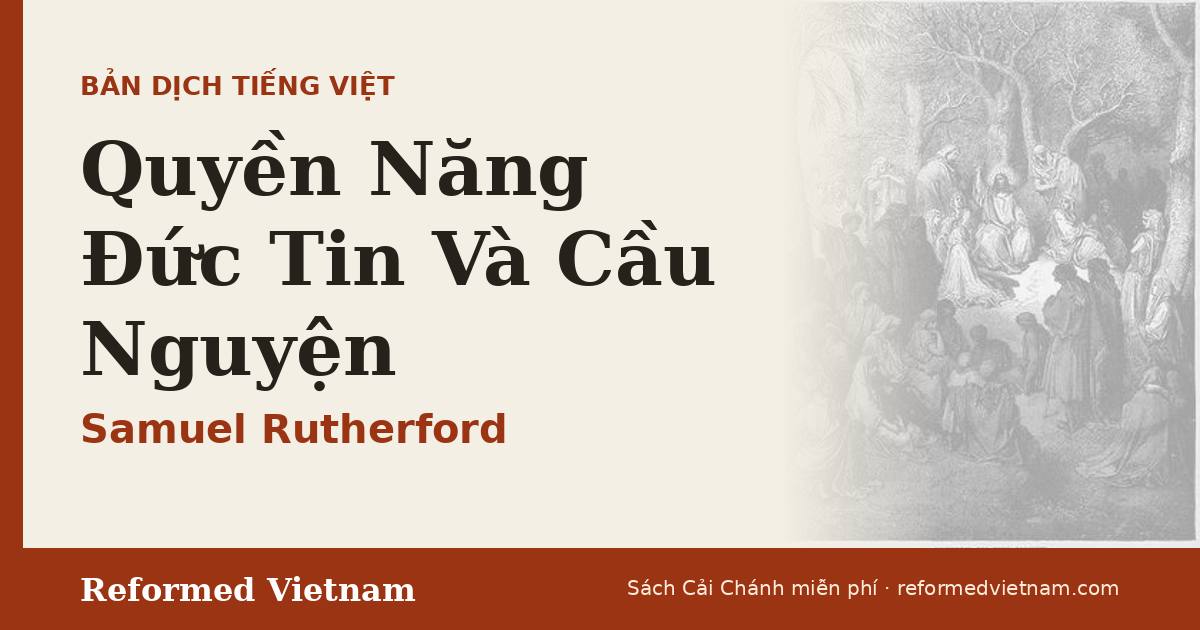 BẢN DỊCH TIẾNG VIỆT
Quyền Năng
Đức Tin Và Cầu
Nguyện
Samuel Rutherford
Reformed Vietnam
Sách Cải Chánh miễn phí · reformedvietnam.com